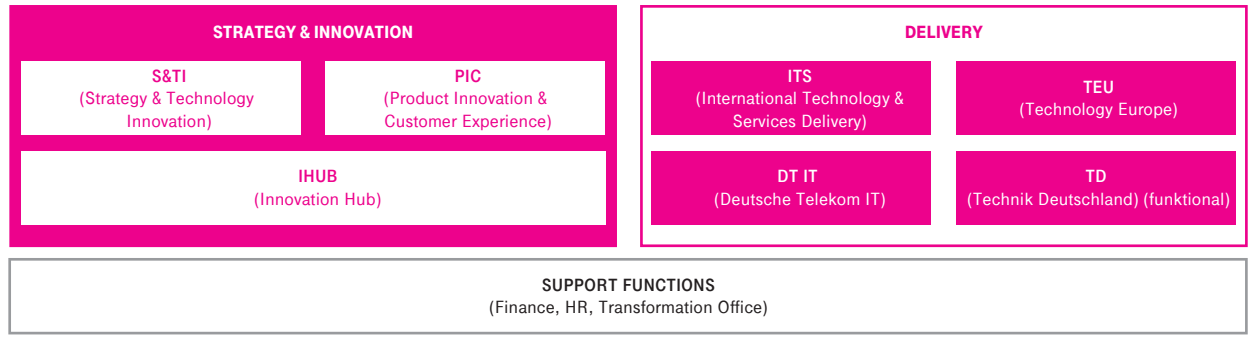 STRATEGY & INNOVATION
S&TI
(Strategy & Technology
Innovation)
PIC
(Product Innovation &
Customer Experience)
IHUB
(Innovation Hub)
DELIVERY
ITS
(International Technology &
Services Delivery)
TEU
(Technology Europe)
DT IT
(Deutsche Telekom IT)
TD
(Technik Deutschland) (funktional)
SUPPORT FUNCTIONS
(Finance, HR, Transformation Office)